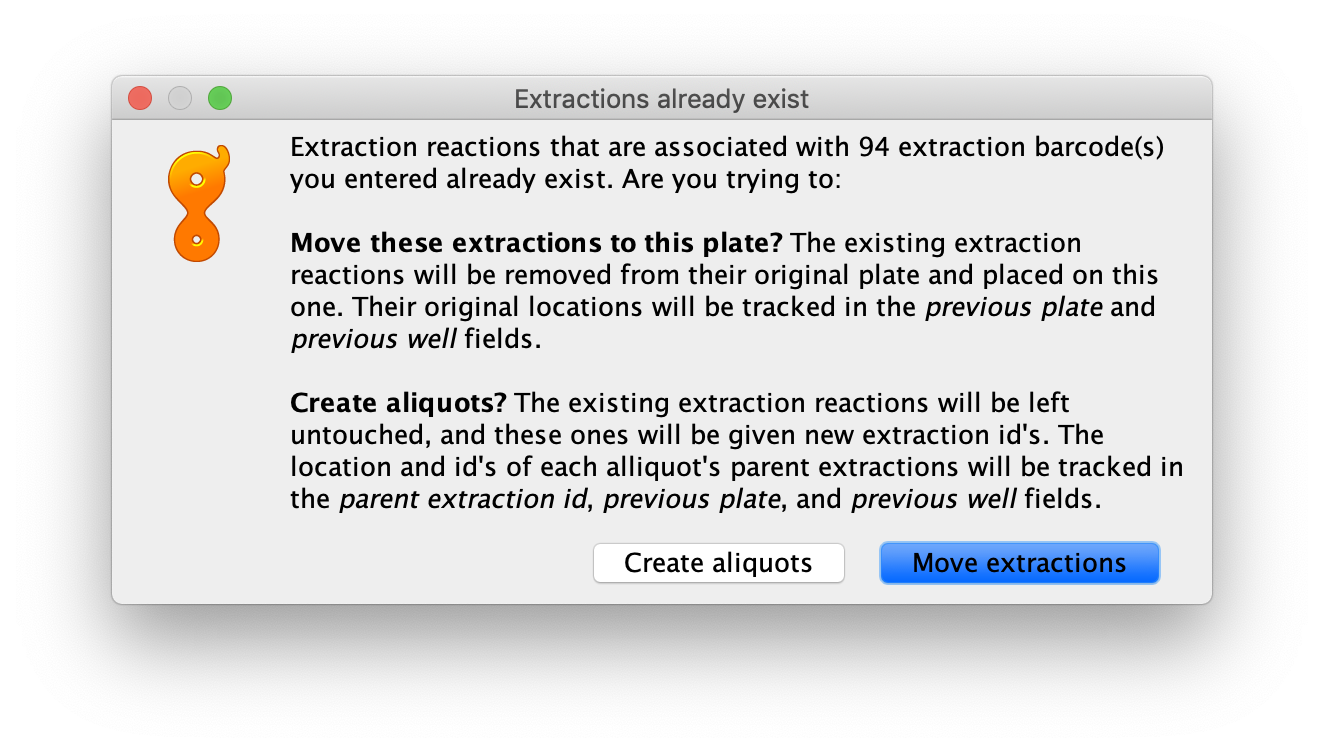 Extractions already exist
Extraction reactions that are associated with 94 extraction barcode(s)
you entered already exist. Are you trying to:
Move these extractions to this plate? The existing extraction
reactions will be removed from their original plate and placed on this
one. Their original locations will be tracked in the previous plate and
previous well fields.
Create aliquots? The existing extraction reactions will be left
untouched, and these ones will be given new extraction id's. The
location and id's of each alliquot's parent extractions will be tracked in
the parent extraction id, previous plate, and previous well fields.
Create aliquots
Move extractions